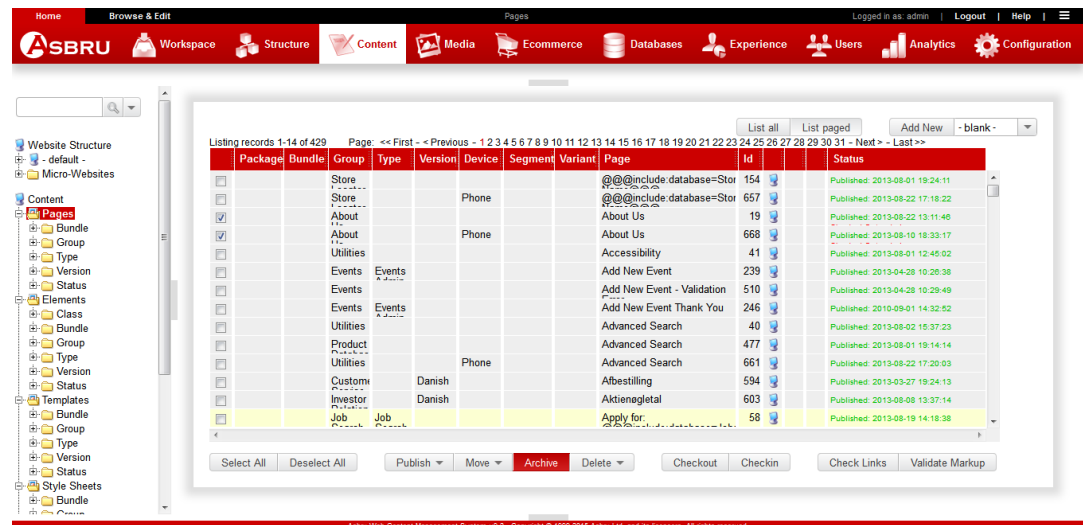 Home Browse & Edit Pages Logged in as: admin | Logout | Help |
ASBRU Workspace Structure Content Media Ecommerce Databases Experience Users Analytics Configuration
List all List paged Add New - blank -
Listing records 1-14 of 429 Page: << First - < Previous - 1 2 3 4 5 6 7 8 9 10 11 12 13 14 15 16 17 18 19 20 21 22 23 24 25 26 27 28 29 30 31 - Next > - Last >>
Package Bundle Group Type Version Device Segment Variant Page Id Status
Store @@@include:database=Stor 154 Published: 2013-08-01 19:24:11
Store Phone @@@include:database=Stor 657 Published: 2013-08-22 17:18:22
About About Us 19 Published: 2013-08-22 13:11:46
About Phone About Us 668 Published: 2013-08-10 18:33:17
Utilities Accessibility 41 Published: 2013-08-01 12:45:02
Events Events Add New Event 239 Published: 2013-04-28 10:26:38
Events Add New Event - Validation 510 Published: 2013-04-28 10:29:49
Events Events Add New Event Thank You 246 Published: 2010-09-01 14:32:52
Utilities Advanced Search 40 Published: 2013-08-02 15:37:23
Product Advanced Search 477 Published: 2013-08-01 19:14:14
Utilities Phone Advanced Search 661 Published: 2013-08-22 17:20:03
Custome Danish Afbestilling 594 Published: 2013-03-27 19:24:13
Investor Danish Aktienøgletal 603 Published: 2013-08-08 13:37:14
Job Job Apply for: 58 Published: 2013-08-19 14:18:38
Select All Deselect All Publish Move Archive Delete Checkout Checkin Check Links Validate Markup
Website Structure
- default -
Micro-Websites
Content
Pages
Bundle
Group
Type
Version
Status
Elements
Class
Bundle
Group
Type
Version
Status
Templates
Bundle
Group
Type
Version
Status
Style Sheets
Bundle